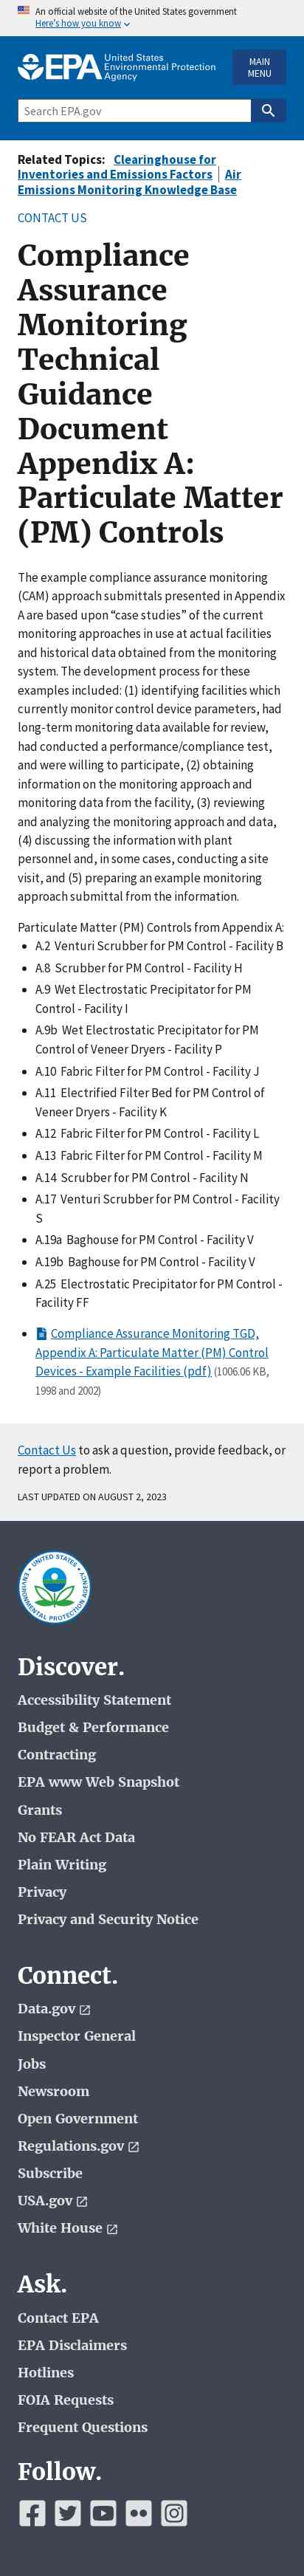 An official website of the United States government
Here's how you know
EPA United States
Environmental Protection
Agency
MAIN
MENU
Search EPA.gov
Related Topics: Clearinghouse for
Inventories and Emissions Factors | Air
Emissions Monitoring Knowledge Base
CONTACT US
Compliance
Assurance
Monitoring
Technical
Guidance
Document
Appendix A:
Particulate Matter
(PM) Controls
The example compliance assurance monitoring
(CAM) approach submittals presented in Appendix
A are based upon “case studies” of the current
monitoring approaches in use at actual facilities
and historical data obtained from the monitoring
system. The development process for these
examples included: (1) identifying facilities which
currently monitor control device parameters, had
long-term monitoring data available for review,
had conducted a performance/compliance test,
and were willing to participate, (2) obtaining
information on the monitoring approach and
monitoring data from the facility, (3) reviewing
and analyzing the monitoring approach and data,
(4) discussing the information with plant
personnel and, in some cases, conducting a site
visit, and (5) preparing an example monitoring
approach submittal from the information.
Particulate Matter (PM) Controls from Appendix A:
A.2 Venturi Scrubber for PM Control - Facility B
A.8 Scrubber for PM Control - Facility H
A.9 Wet Electrostatic Precipitator for PM
Control - Facility I
A.9b Wet Electrostatic Precipitator for PM
Control of Veneer Dryers - Facility P
A.10 Fabric Filter for PM Control - Facility J
A.11 Electrified Filter Bed for PM Control of
Veneer Dryers - Facility K
A.12 Fabric Filter for PM Control - Facility L
A.13 Fabric Filter for PM Control - Facility M
A.14 Scrubber for PM Control - Facility N
A.17 Venturi Scrubber for PM Control - Facility
S
A.19a Baghouse for PM Control - Facility V
A.19b Baghouse for PM Control - Facility V
A.25 Electrostatic Precipitator for PM Control -
Facility FF
Compliance Assurance Monitoring TGD,
Appendix A: Particulate Matter (PM) Control
Devices - Example Facilities (pdf) (1006.06 KB,
1998 and 2002)
Contact Us to ask a question, provide feedback, or
report a problem.
LAST UPDATED ON AUGUST 2, 2023
UNITED STATES
ENVIRONMENTAL PROTECTION AGENCY
Discover.
Accessibility Statement
Budget & Performance
Contracting
EPA www Web Snapshot
Grants
No FEAR Act Data
Plain Writing
Privacy
Privacy and Security Notice
Connect.
Data.gov
Inspector General
Jobs
Newsroom
Open Government
Regulations.gov
Subscribe
USA.gov
White House
Ask.
Contact EPA
EPA Disclaimers
Hotlines
FOIA Requests
Frequent Questions
Follow.